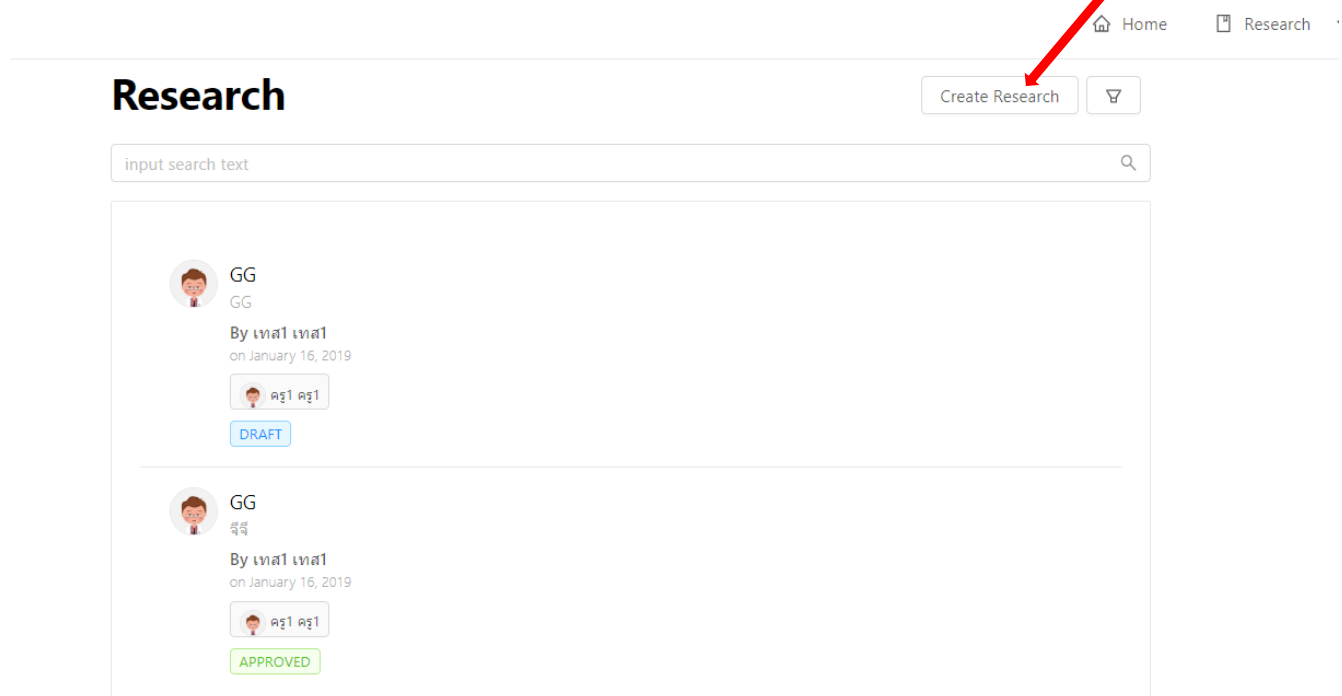 Home Research
Research
Create Research
input search text
GG
GG
By เทส1 เทส1
on January 16, 2019
ครู1 ครู1
DRAFT
GG
จีจี
By เทส1 เทส1
on January 16, 2019
ครู1 ครู1
APPROVED